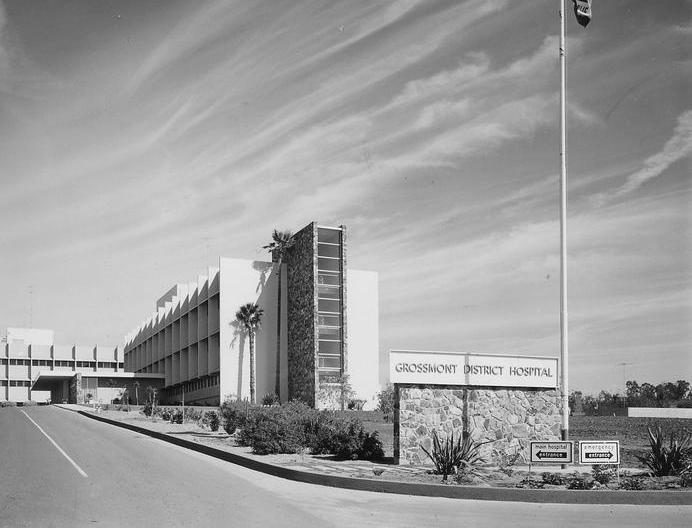 GROSSMONT DISTRICT HOSPITAL
main hospital
entrance
emergency
entrance